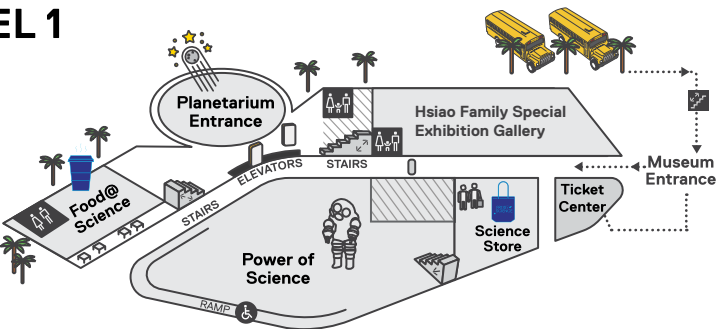 EL 1
Planetarium
Entrance
Hsiao Family Special
Exhibition Gallery
ELEVATORS
STAIRS
Museum
Entrance
Ticket
Center
Food@
Science
STAIRS
Science
Store
Power of
Science
RAMP